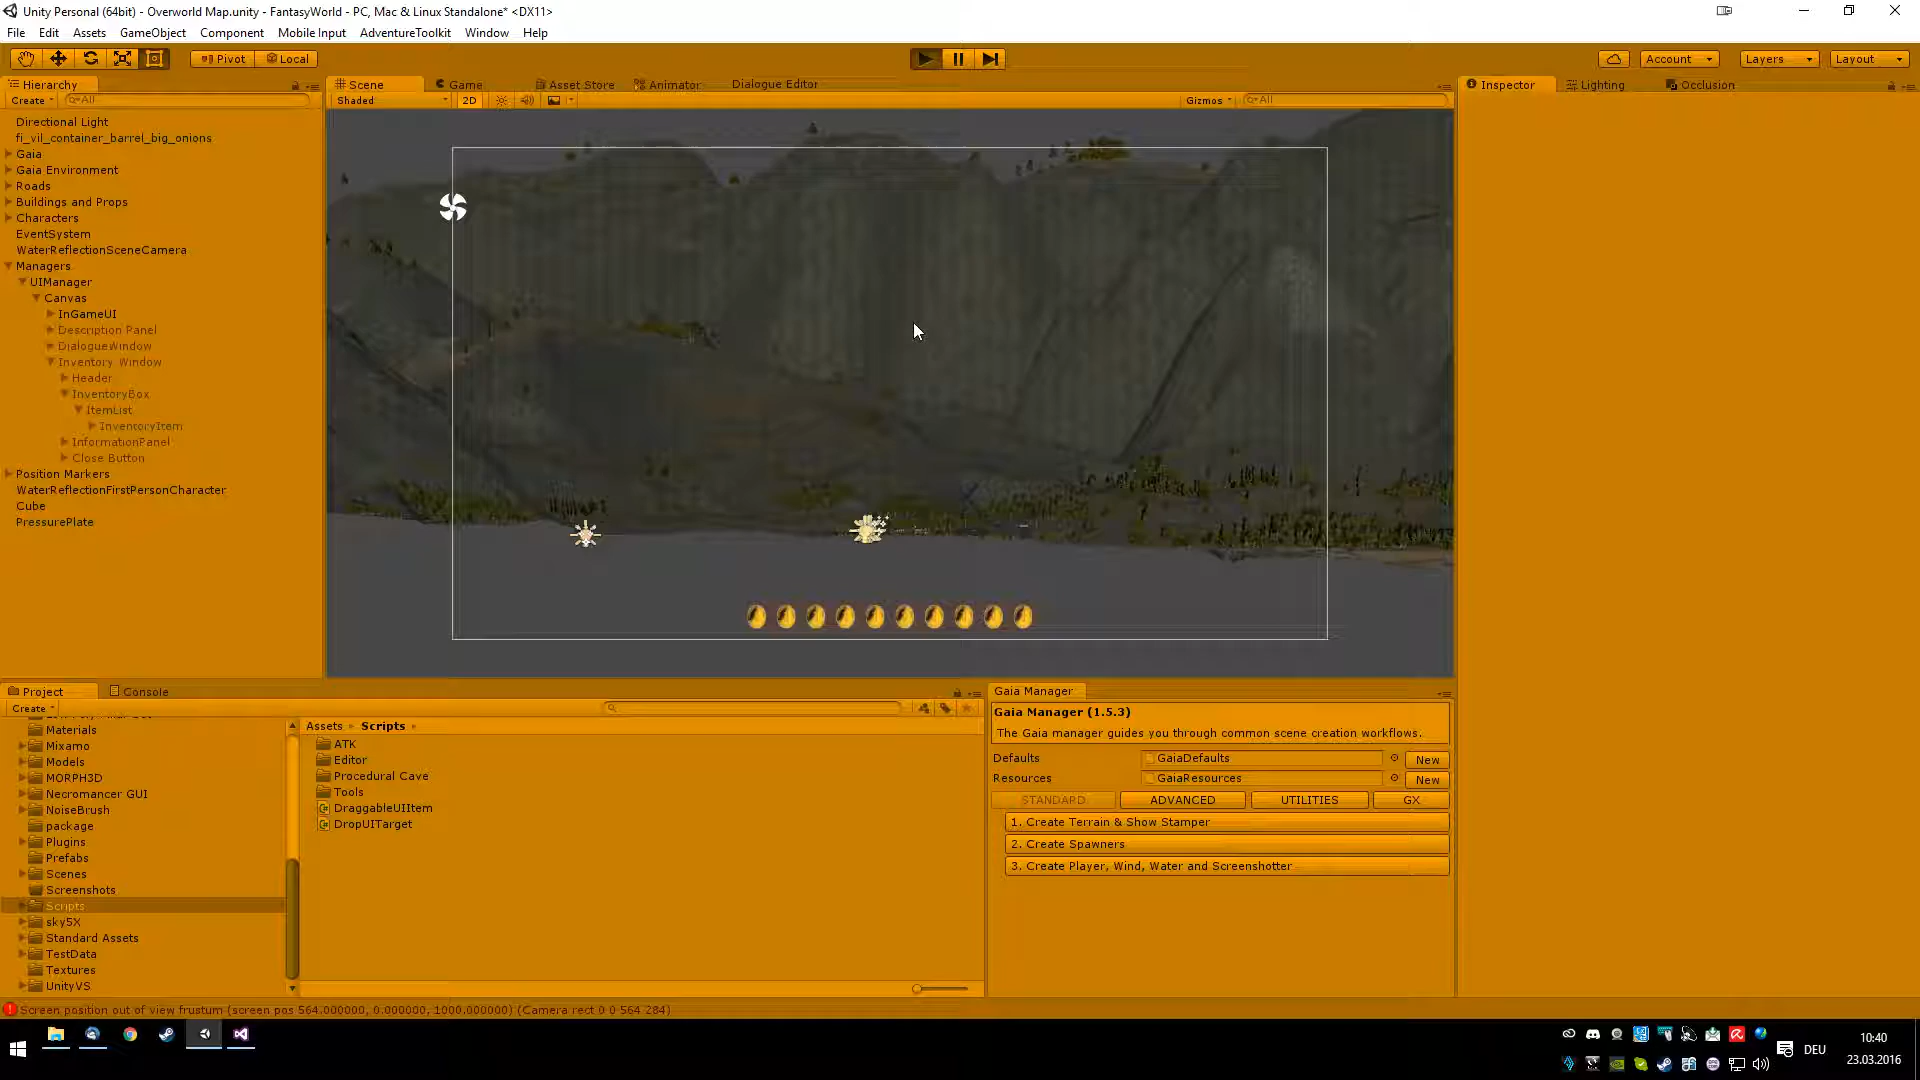 Unity Personal (64bit) - Overworld Map.unity - FantasyWorld - PC, Mac & Linux Standalone* <DX11>
File Edit Assets GameObject Component Mobile Input AdventureToolkit Window Help
Pivot Local Account Layers Layout
Hierarchy
Create All
Directional Light
fi_vil_container_barrel_big_onions
Gaia
Gaia Environment
Roads
Buildings and Props
Characters
EventSystem
WaterReflectionSceneCamera
Managers
UIManager
Canvas
InGameUI
Description Panel
DialogueWindow
Inventory Window
Header
InventoryBox
ItemList
InventoryItem
InformationPanel
Close Button
Position Markers
WaterReflectionFirstPersonCharacter
Cube
PressurePlate
Scene Game Asset Store Animator Dialogue Editor
Shaded 2D Gizmos All
Inspector Lighting Occlusion
Project Console
Create
Materials
Mixamo
Models
MORPH3D
Necromancer GUI
NoiseBrush
package
Plugins
Prefabs
Scenes
Screenshots
Scripts
sky5X
Standard Assets
TestData
Textures
UnityVS
Assets Scripts
ATK
Editor
Procedural Cave
Tools
DraggableUIItem
DropUITarget
Gaia Manager
Gaia Manager (1.5.3)
The Gaia manager guides you through common scene creation workflows.
Defaults GaiaDefaults New
Resources GaiaResources New
STANDARD ADVANCED UTILITIES GX
1. Create Terrain & Show Stamper
2. Create Spawners
3. Create Player, Wind, Water and Screenshotter
Screen position out of view frustum (screen pos 564.000000, 0.000000, 1000.000000) (Camera rect 0 0 564 284)
DEU
10:40
23.03.2016